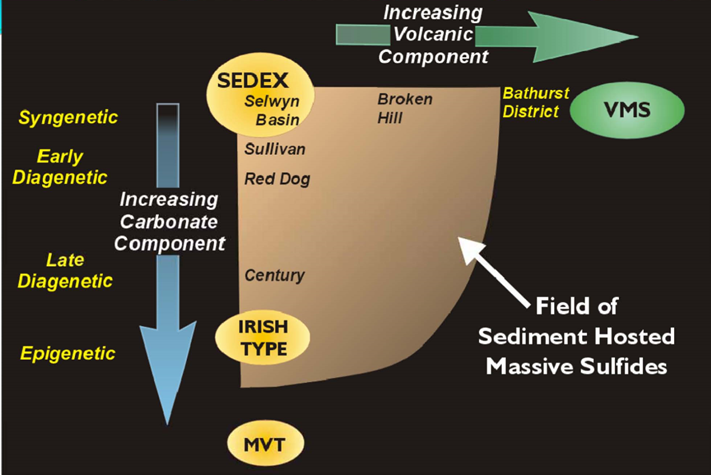 Increasing
Volcanic
Component
SEDEX
Selwyn
Basin
Broken
Hill
Bathurst
District
VMS
Syngenetic
Early
Diagenetic
Sullivan
Red Dog
Increasing
Carbonate
Component
Late
Diagenetic
Century
Field of
Sediment Hosted
Massive Sulfides
IRISH
TYPE
Epigenetic
MVT